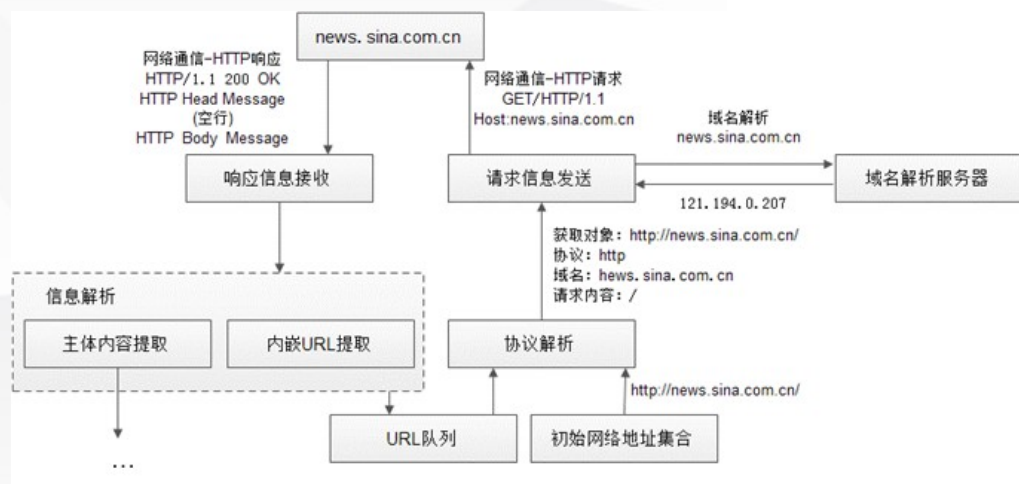 news. sina.com.cn
网络通信-HTTP响应
HTTP/1.1 200 OK
HTTP Head Message
(空行)
HTTP Body Message
网络通信-HTTP请求
GET/HTTP/1.1
Host:news.sina.com.cn
域名解析
news.sina.com.cn
响应信息接收
请求信息发送
域名解析服务器
121.194.0.207
获取对象：http://news.sina.com.cn/
协议：http
域名：hews.sina.com.cn
请求内容：/
信息解析
主体内容提取
内嵌URL提取
协议解析
http://news.sina.com.cn/
URL队列
初始网络地址集合
...